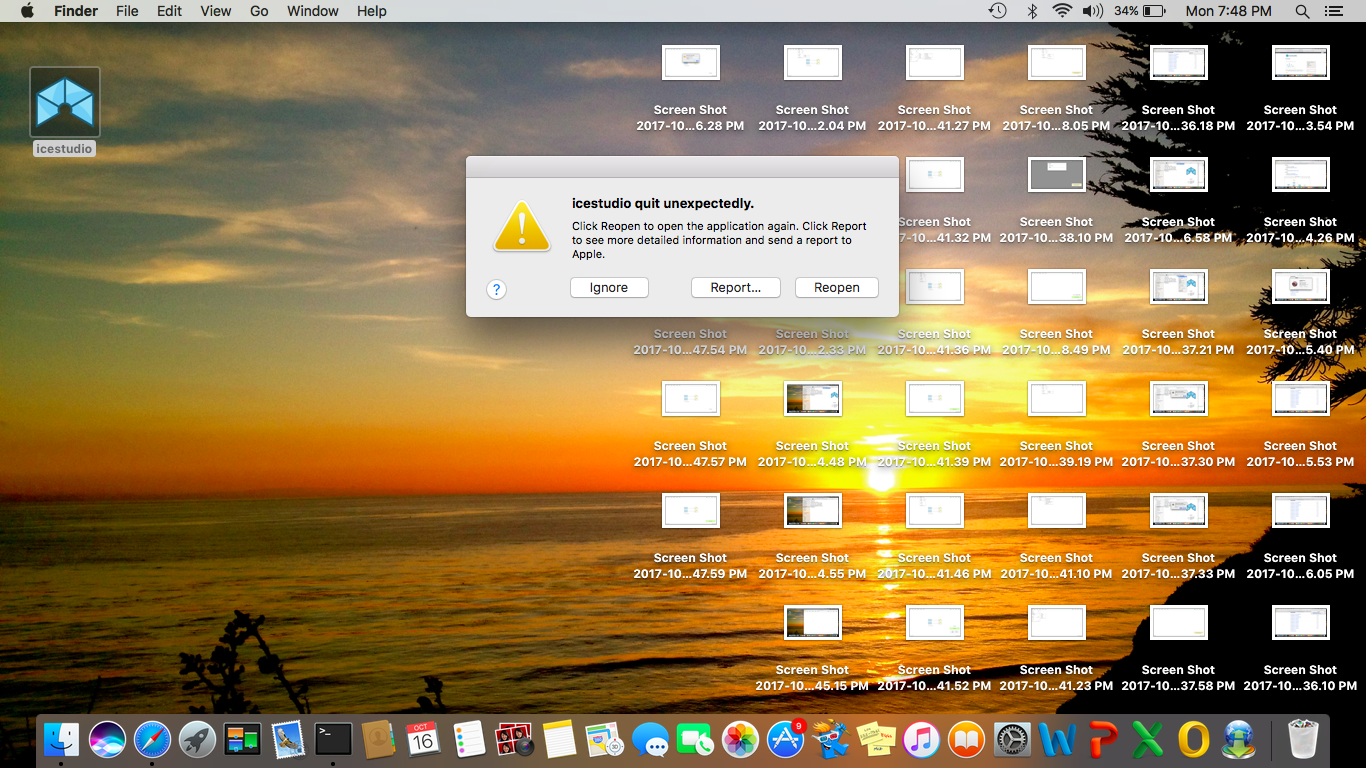 Finder File Edit View Go Window Help 34% Mon 7:48 PM
icestudio
Screen Shot Screen Shot Screen Shot Screen Shot Screen Shot Screen Shot
2017-10...6.28 PM 2017-10...2.04 PM 2017-10...41.27 PM 2017-10...8.05 PM 2017-10...36.18 PM 2017-10...3.54 PM
icestudio quit unexpectedly.
Click Reopen to open the application again. Click Report
to see more detailed information and send a report to
Apple.
? Ignore Report... Reopen
Screen Shot Screen Shot Screen Shot Screen Shot
2017-10...41.32 PM 2017-10...38.10 PM 2017-10...6.58 PM 2017-10...4.26 PM
Screen Shot Screen Shot Screen Shot Screen Shot Screen Shot Screen Shot
2017-10...47.54 PM 2017-10...2.33 PM 2017-10...41.36 PM 2017-10...8.49 PM 2017-10...37.21 PM 2017-10...5.40 PM
Screen Shot Screen Shot Screen Shot Screen Shot Screen Shot Screen Shot
2017-10...47.57 PM 2017-10...4.48 PM 2017-10...41.39 PM 2017-10...39.19 PM 2017-10...37.30 PM 2017-10...5.53 PM
Screen Shot Screen Shot Screen Shot Screen Shot Screen Shot Screen Shot
2017-10...47.59 PM 2017-10...4.55 PM 2017-10...41.46 PM 2017-10...41.10 PM 2017-10...37.33 PM 2017-10...6.05 PM
Screen Shot Screen Shot Screen Shot Screen Shot Screen Shot
2017-10...45.15 PM 2017-10...41.52 PM 2017-10...41.23 PM 2017-10...37.58 PM 2017-10...36.10 PM
OCT
16
9